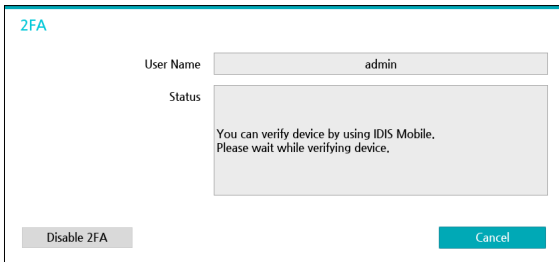 2FA
User Name
admin
Status
You can verify device by using IDIS Mobile.
Please wait while verifying device.
Disable 2FA
Cancel